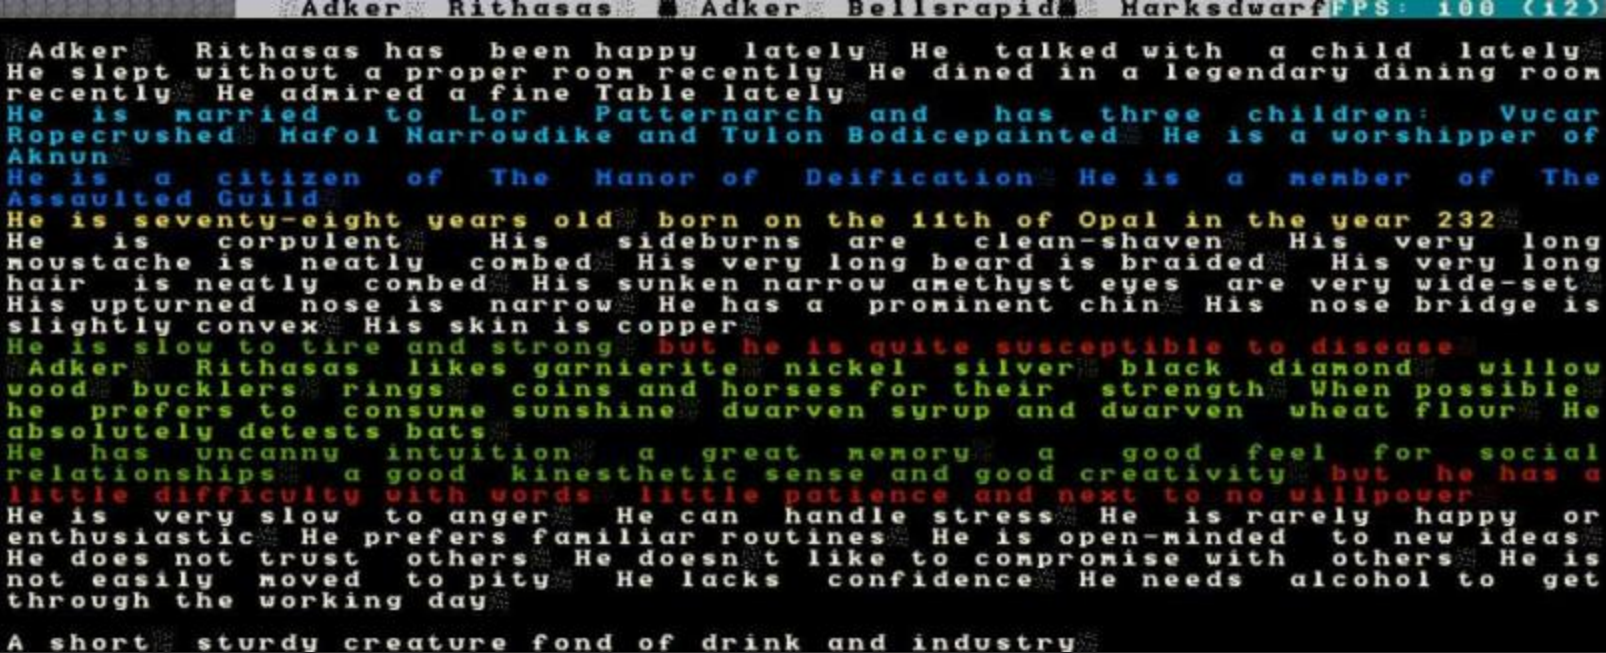 Adker Rithasas Adker Bellsrapid Marksdwarf FPS: 100 (12)
Adker Rithasas has been happy lately He talked with a child lately
He slept without a proper room recently He dined in a legendary dining room
recently He admired a fine Table lately
He is married to Lor Patternarch and has three children: Vucar
Ropecrushed Mafol Narrowdike and Tulon Bodicepainted He is a worshipper of
Aknun
He is a citizen of The Manor of Deification He is a member of The
Assaulted Guild
He is seventy-eight years old born on the 11th of Opal in the year 232
He is corpulent His sideburns are clean-shaven His very long
moustache is neatly combed His very long beard is braided His very long
hair is neatly combed His sunken narrow amethyst eyes are very wide-set
His upturned nose is narrow He has a prominent chin His nose bridge is
slightly convex His skin is copper
He is slow to tire and strong but he is quite susceptible to disease
Adker Rithasas likes garnierite nickel silver black diamond willow
wood bucklers rings coins and horses for their strength When possible
he prefers to consume sunshine dwarven syrup and dwarven wheat flour He
absolutely detests bats
He has uncanny intuition a great memory a good feel for social
relationships a good kinesthetic sense and good creativity but he has a
little difficulty with words little patience and next to no willpower
He is very slow to anger He can handle stress He is rarely happy or
enthusiastic He prefers familiar routines He is open-minded to new ideas
He does not trust others He doesn t like to compromise with others He is
not easily moved to pity He lacks confidence He needs alcohol to get
through the working day
A short sturdy creature fond of drink and industry